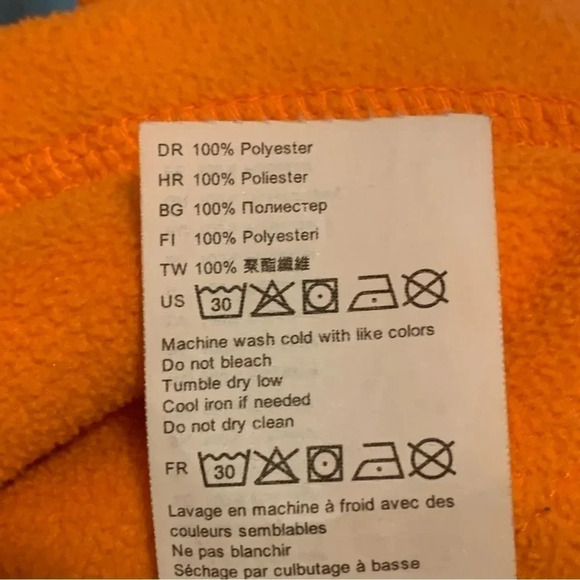 DR 100% Polyester
HR 100% Poliester
BG 100% Полиестер
FI 100% Polyesteri
TW 100% 聚酯纖維
US 30
Machine wash cold with like colors
Do not bleach
Tumble dry low
Cool iron if needed
Do not dry clean
FR 30
Lavage en machine à froid avec des
couleurs semblables
Ne pas blanchir
Séchage par culbutage à basse